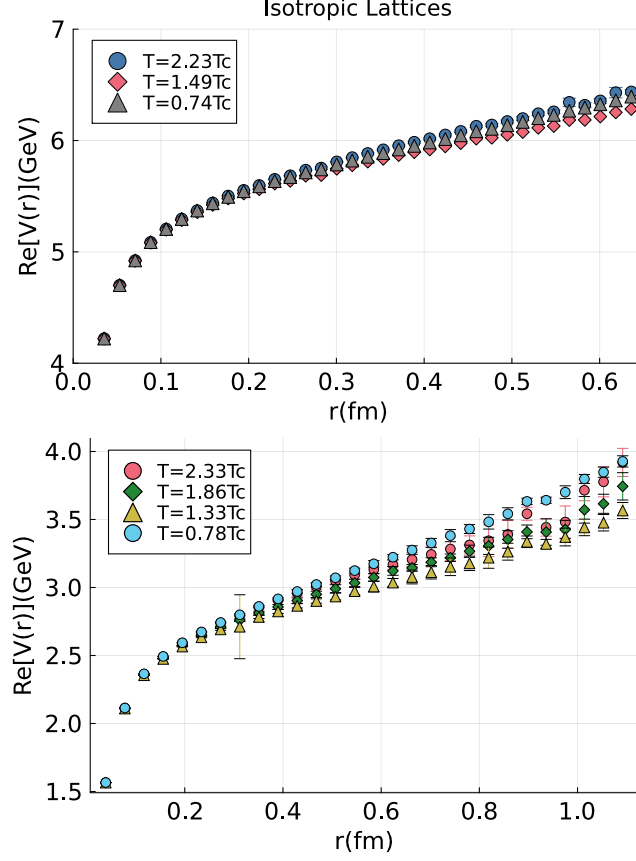 Isotropic Lattices
7
6
5
4
Re[V(r)](GeV)
T=2.23Tc
T=1.49Tc
T=0.74Tc
0.0 0.1 0.2 0.3 0.4 0.5 0.6
r(fm)
4.0
3.5
3.0
2.5
2.0
1.5
Re[V(r)](GeV)
T=2.33Tc
T=1.86Tc
T=1.33Tc
T=0.78Tc
0.2 0.4 0.6 0.8 1.0
r(fm)